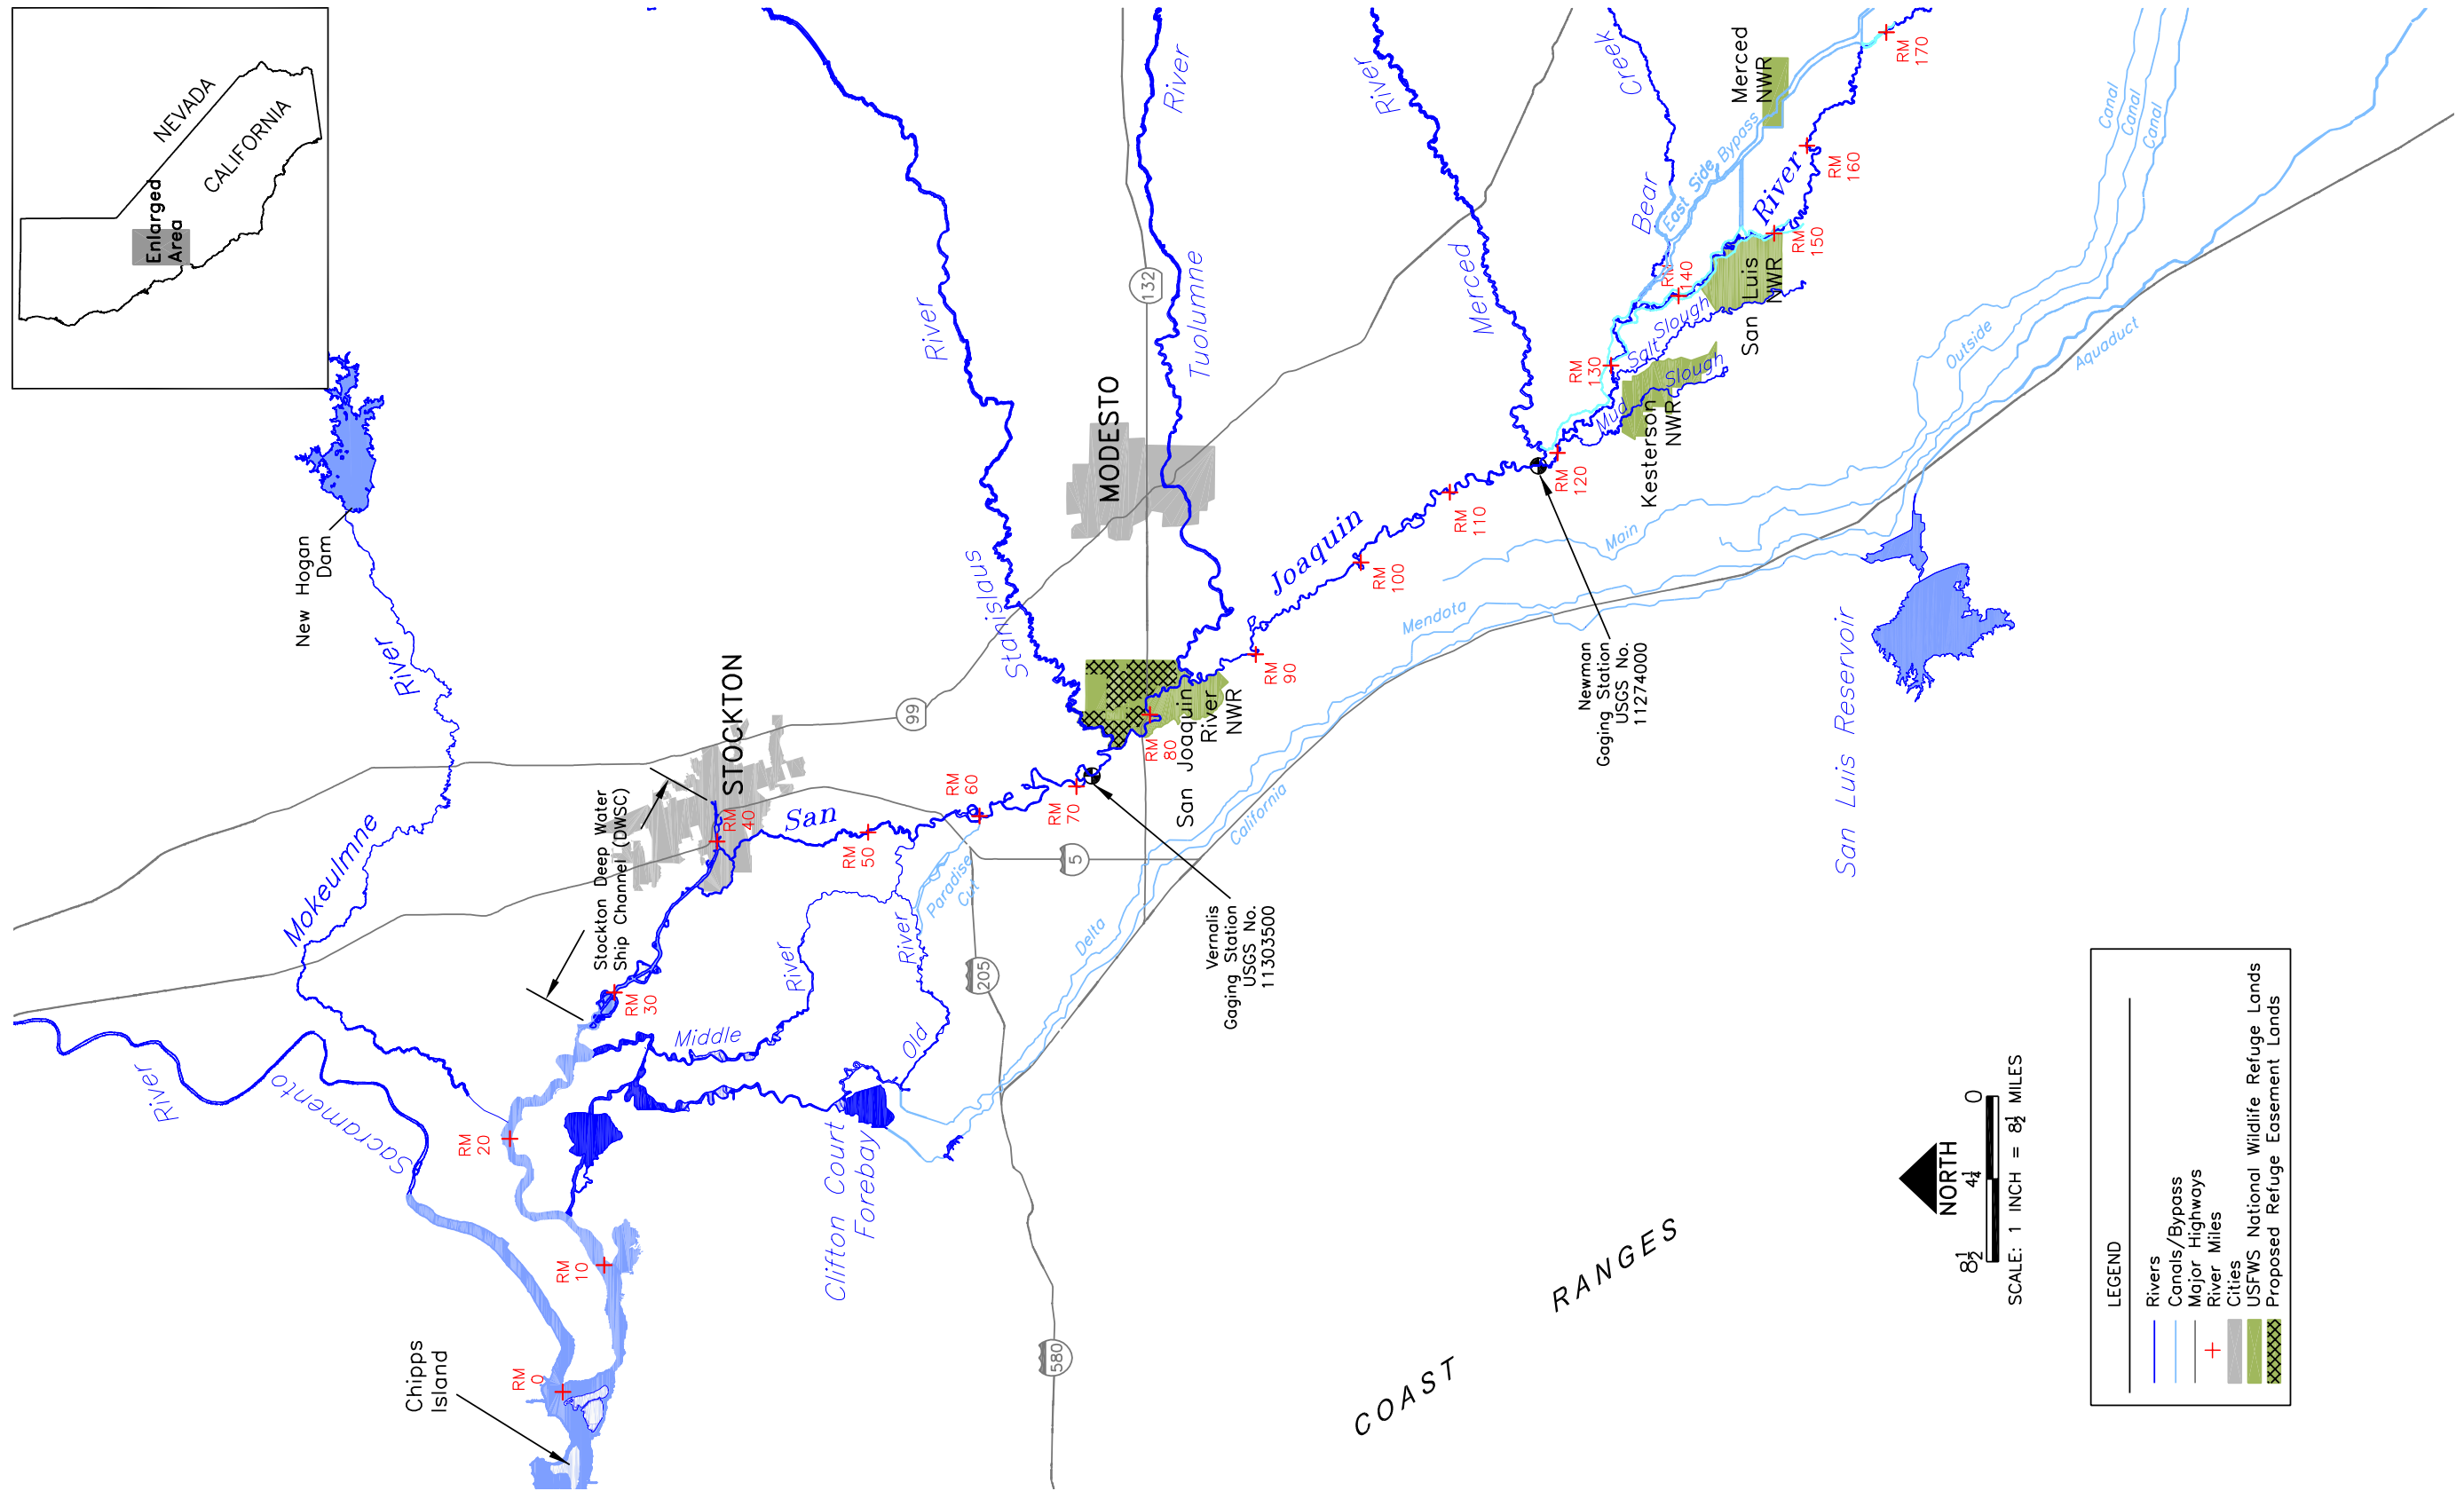 NEVADA
CALIFORNIA
Enlarged
Area
New Hogan
Dam
River
Mokeulmne
River
Sacramento
STOCKTON
Stockton Deep Water
Ship Channel (DWSC)
Chipps
Island
RM
0
RM
10
RM
20
RM
30
RM
40
RM
50
RM
60
RM
70
RM
80
RM
90
RM
100
RM
110
RM
120
RM
130
RM
140
RM
150
RM
160
RM
170
San
Joaquin
River
Middle
River
Old
River
Paradise
Cut
Clifton Court
Forebay
99
5
205
580
132
River
Stanislaus
MODESTO
River
Tuolumne
River
Merced
Creek
Bear
East Side Bypass
Merced
NWR
San Luis
NWR
Salt Slough
Mud Slough
Kesterson
NWR
San Joaquin
River
NWR
Vernalis
Gaging Station
USGS No.
11303500
Newman
Gaging Station
USGS No.
11274000
Delta
Mendota
Canal
California
Aquaduct
Main
Canal
Outside
Canal
San Luis Reservoir
COAST RANGES
NORTH
8½ 4¼ 0
SCALE: 1 INCH = 8½ MILES
LEGEND
Rivers
Canals/Bypass
Major Highways
River Miles
Cities
USFWS National Wildlife Refuge Lands
Proposed Refuge Easement Lands